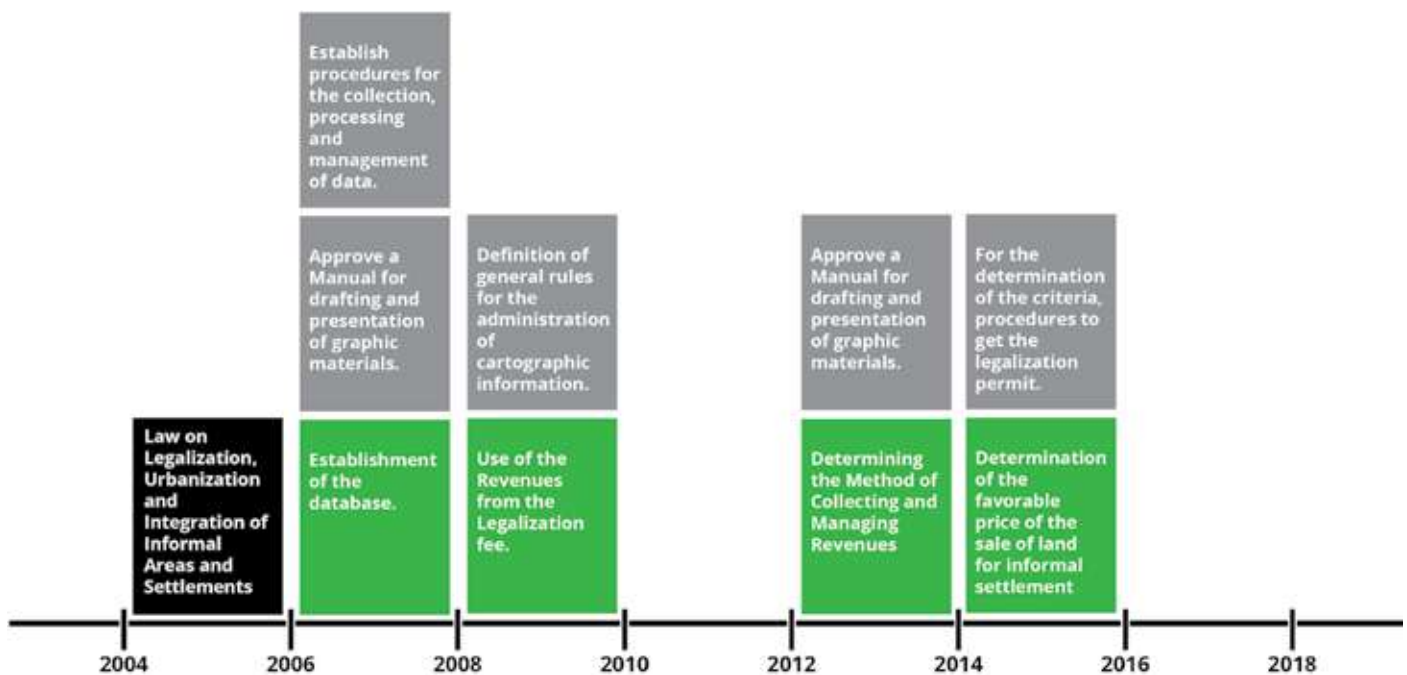 Establish
procedures for
the collection,
processing
and
management
of data.
Approve a
Manual for
drafting and
presentation
of graphic
materials.
Definition of
general rules
for the
administration
of
cartographic
information.
Approve a
Manual for
drafting and
presentation
of graphic
materials.
For the
determination
of the criteria,
procedures to
get the
legalization
permit.
Law on
Legalization,
Urbanization
and
Integration of
Informal
Areas and
Settlements
Establishment
of the
database.
Use of the
Revenues
from the
Legalization
fee.
Determining
the Method of
Collecting and
Managing
Revenues
Determination
of the
favorable
price of the
sale of land
for informal
settlement
2004 2006 2008 2010 2012 2014 2016 2018